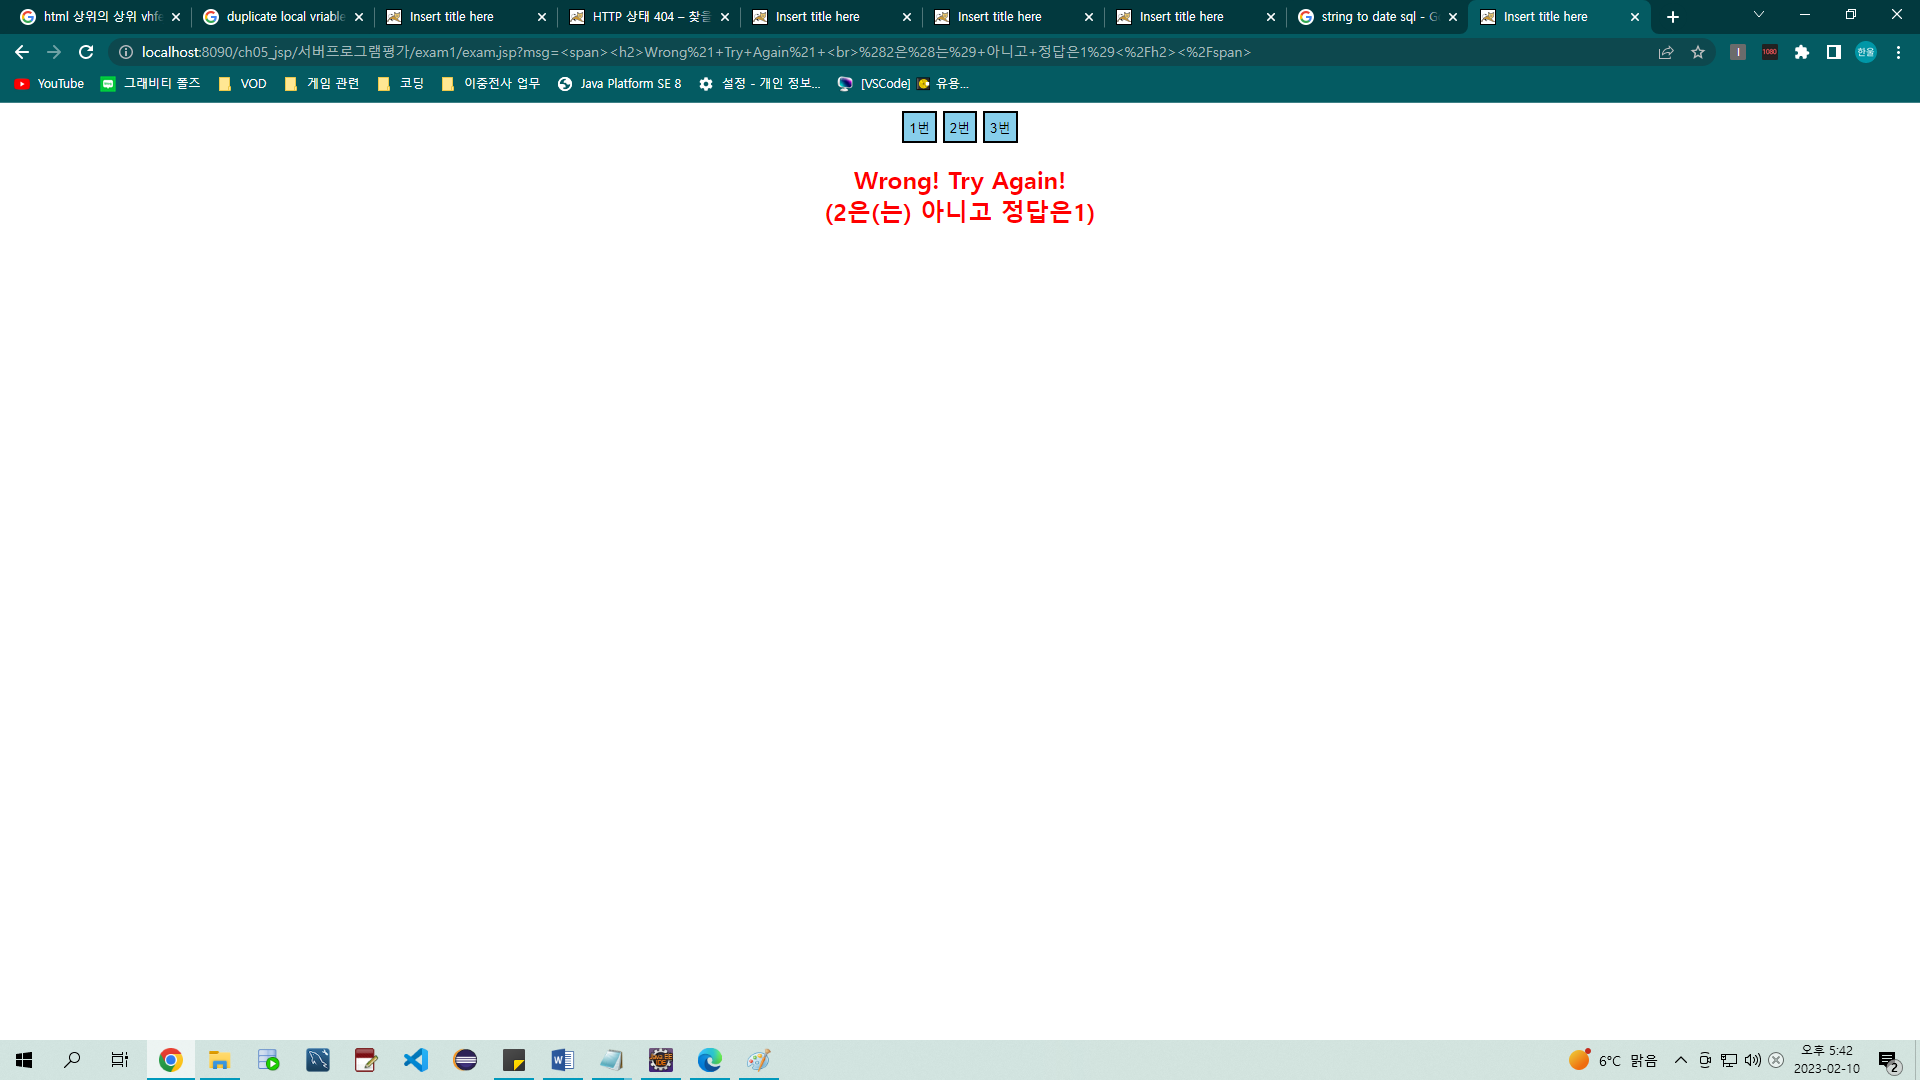 html 상위의 상위 vhfe
duplicate local vriable
Insert title here
HTTP 상태 404 – 찾을
Insert title here
Insert title here
Insert title here
string to date sql - G
Insert title here
localhost:8090/ch05_jsp/서버프로그램평가/exam1/exam.jsp?msg=<span><h2>Wrong%21+Try+Again%21+<br>%282은%28는%29+아니고+정답은1%29<%2Fh2><%2Fspan>
1080
한울
YouTube
그래비티 폴즈
VOD
게임 관련
코딩
이중전사 업무
Java Platform SE 8
설정 - 개인 정보...
[VSCode]
유용...
1번 2번 3번
Wrong! Try Again!
(2은(는) 아니고 정답은1)
6°C 맑음
오후 5:42
2023-02-10
2